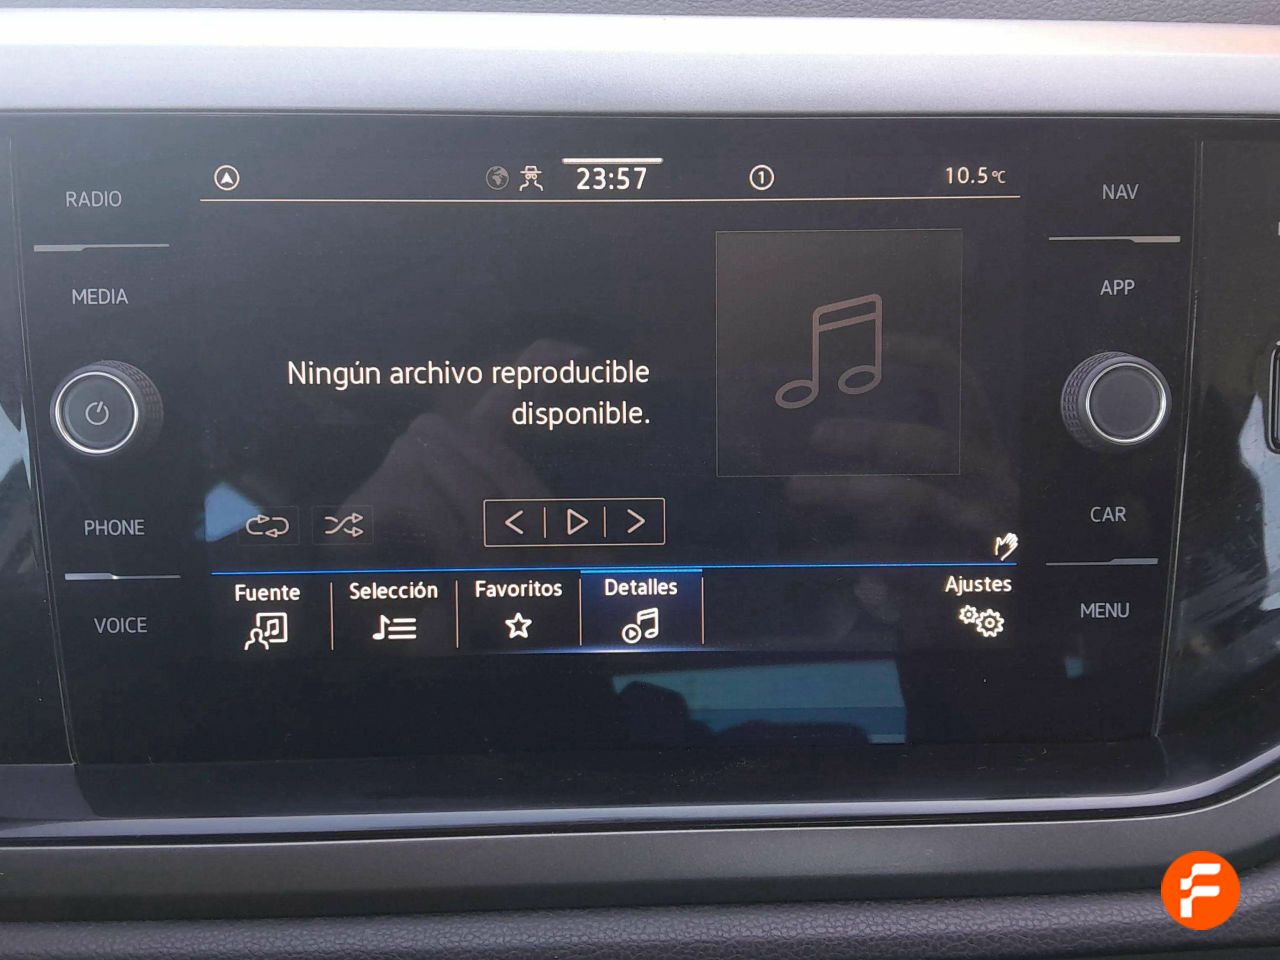 RADIO
MEDIA
PHONE
VOICE
23:57
1
10.5°C
Ningún archivo reproducible
disponible.
Fuente
Selección
Favoritos
Detalles
Ajustes
NAV
APP
CAR
MENU